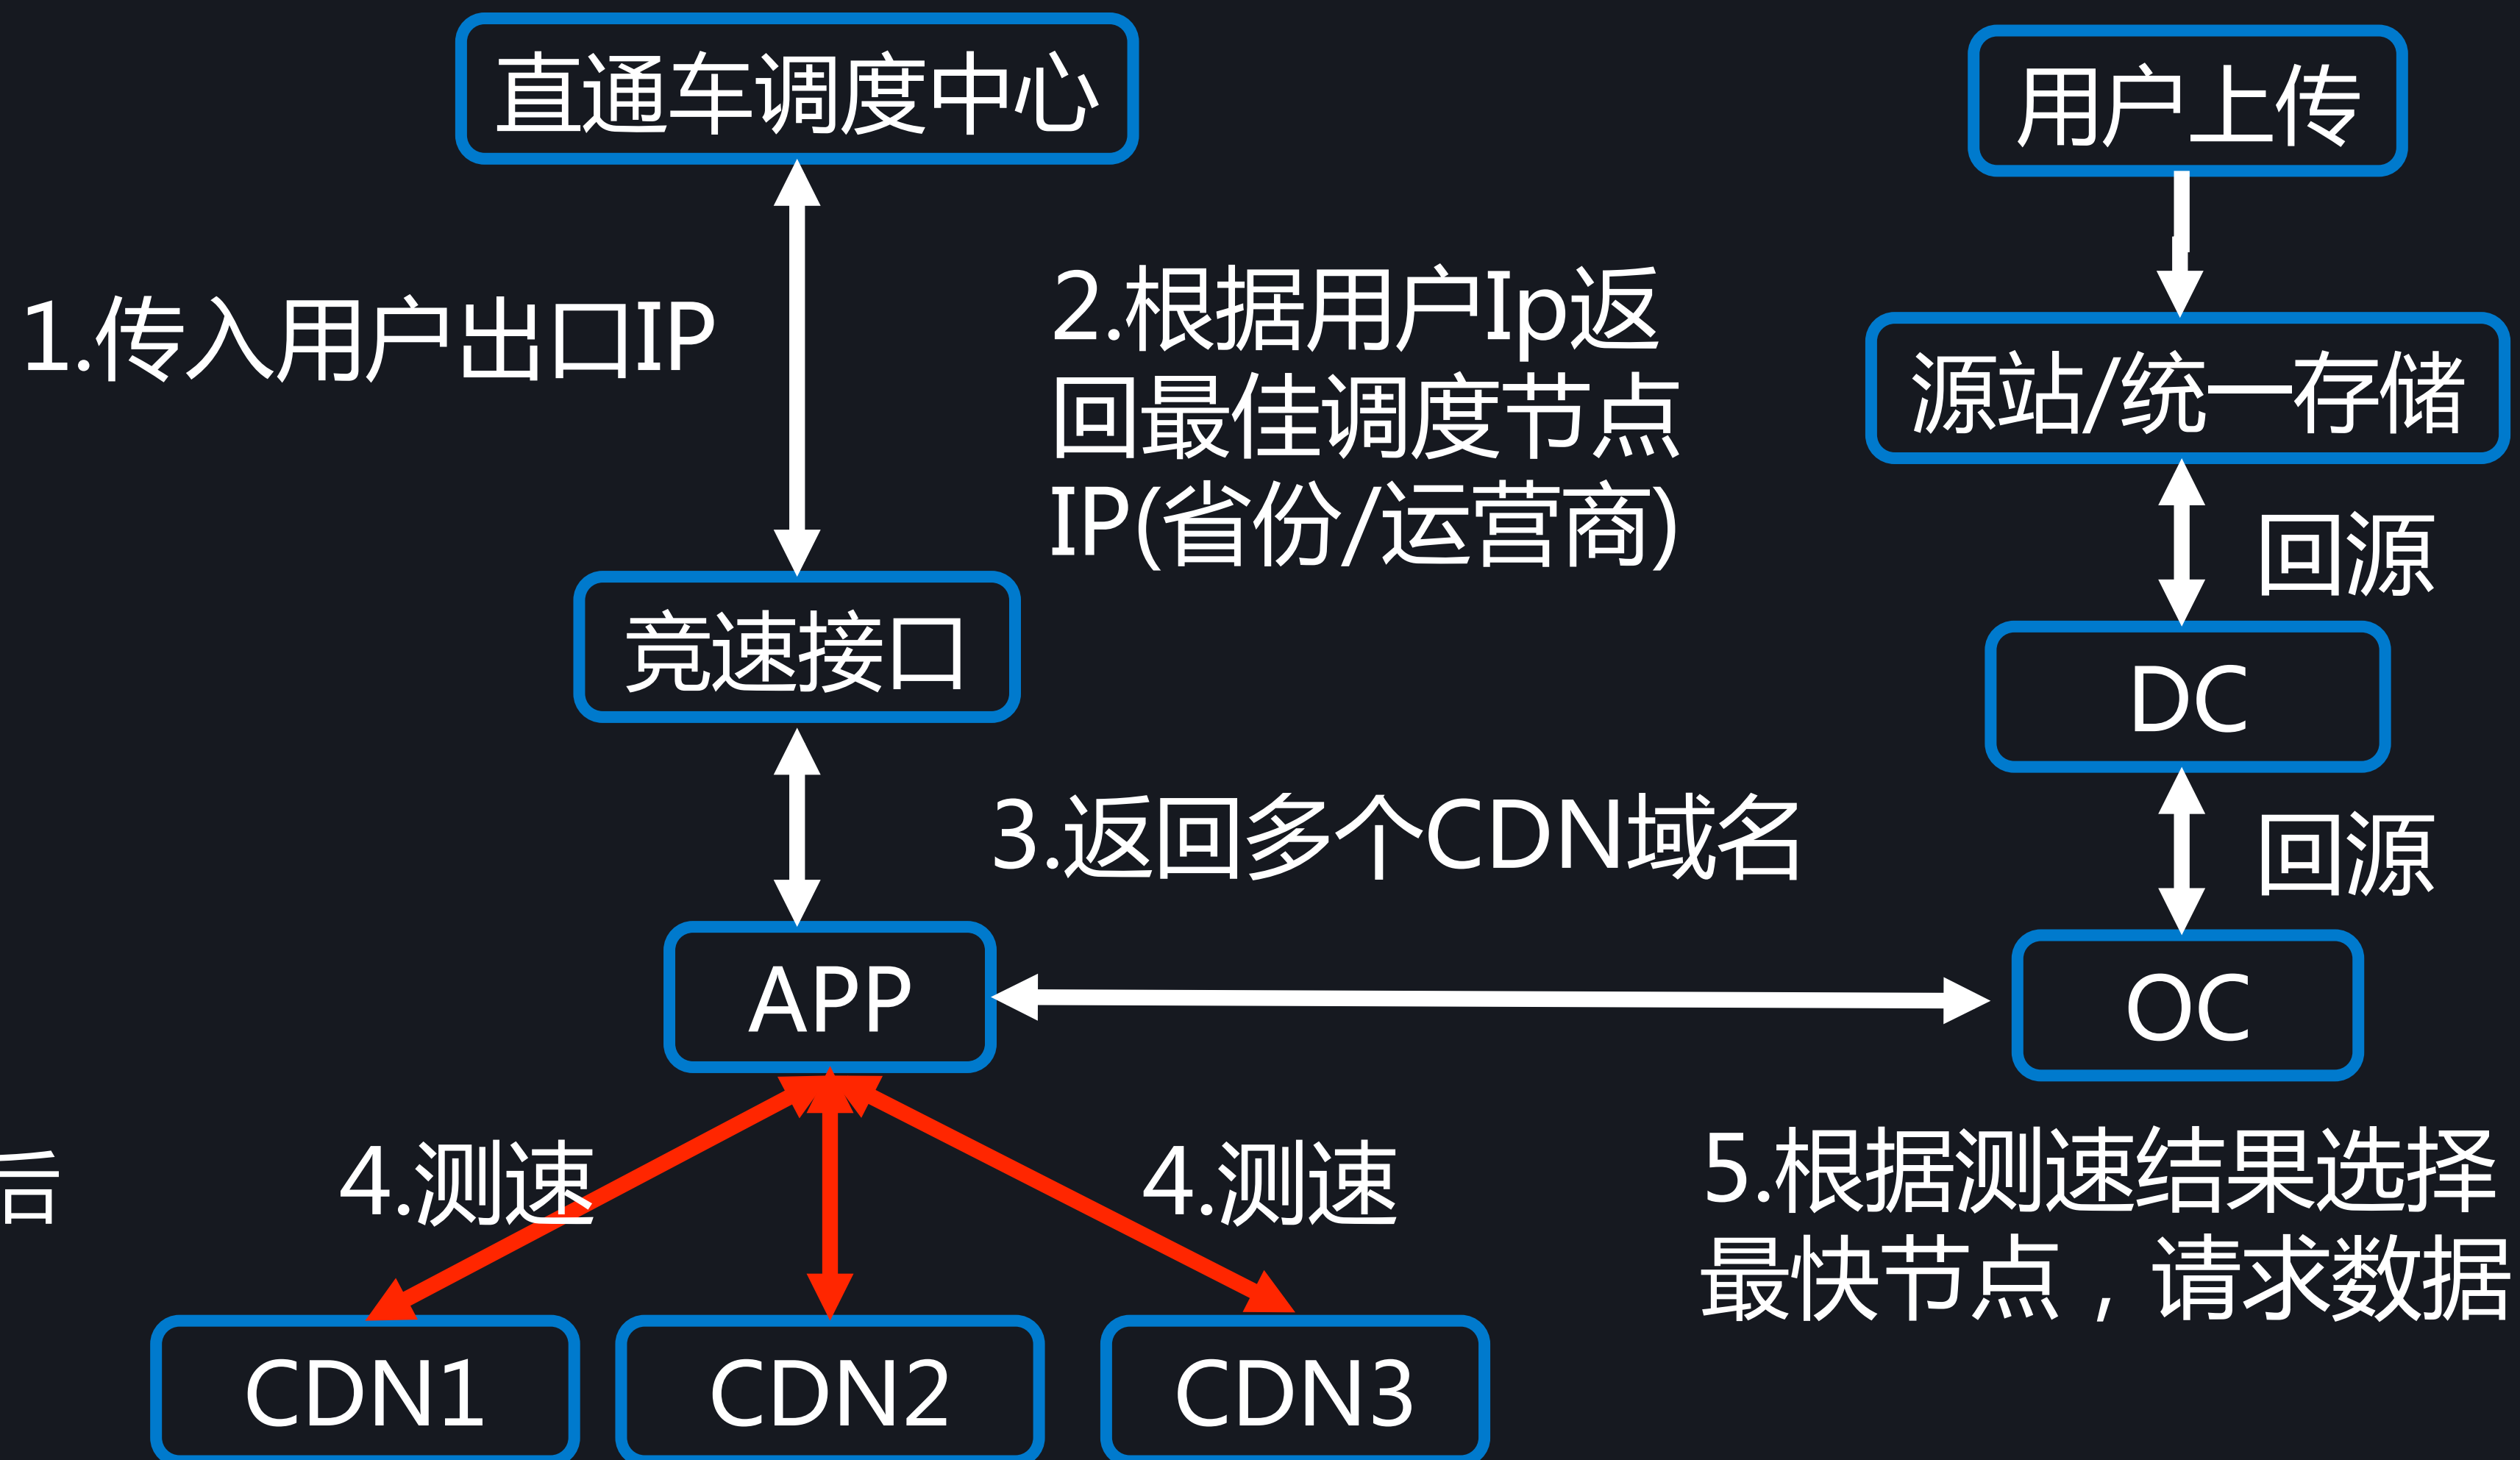 直通车调度中心
用户上传
1.传入用户出口IP
2.根据用户Ip返
回最佳调度节点
IP(省份/运营商)
源站/统一存储
回源
竞速接口
DC
3.返回多个CDN域名
回源
APP
OC
后
4.测速
4.测速
5.根据测速结果选择
最快节点，请求数据
CDN1
CDN2
CDN3